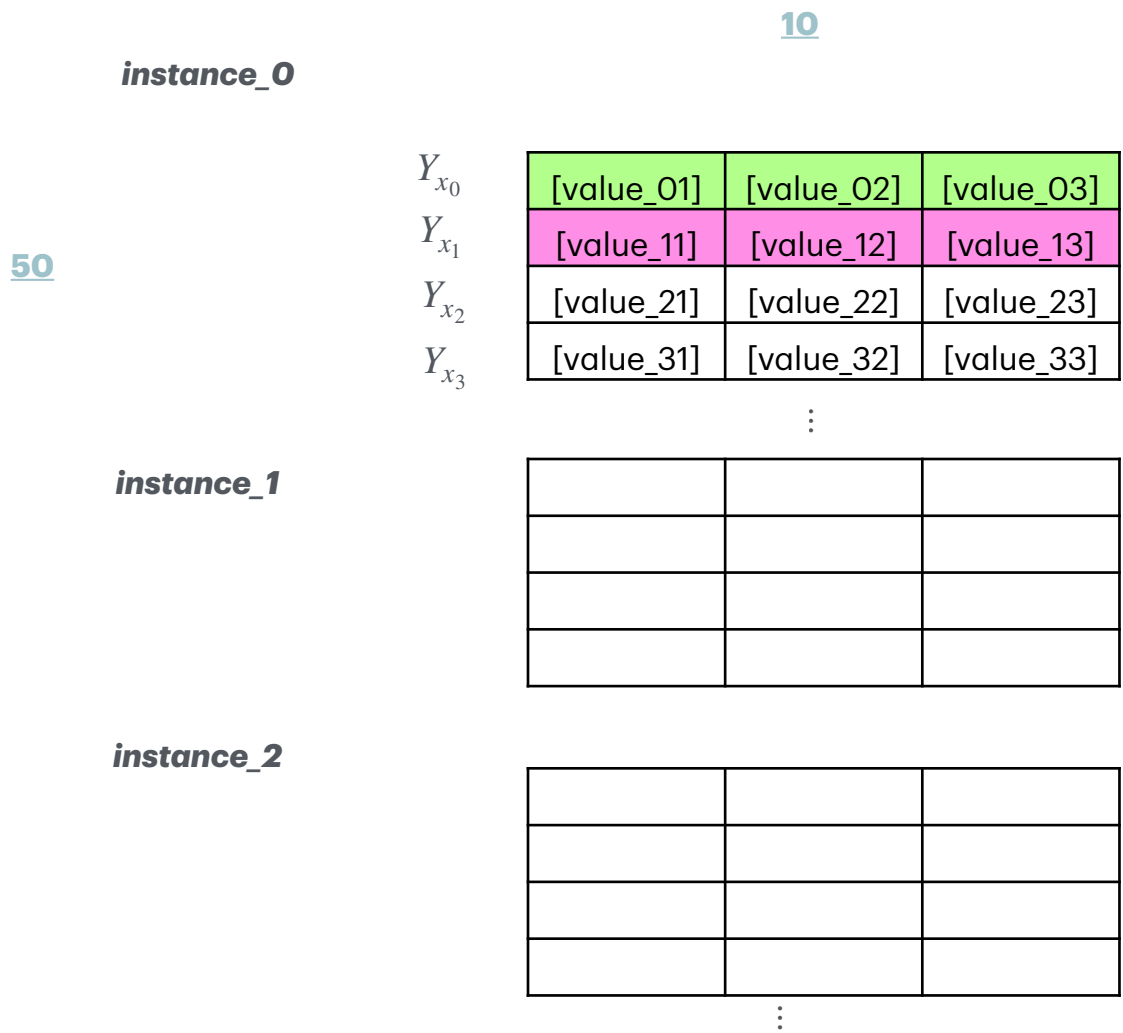 10
instance_0
Y_{x_0} [value_01] [value_02] [value_03]
Y_{x_1} [value_11] [value_12] [value_13]
50
Y_{x_2} [value_21] [value_22] [value_23]
Y_{x_3} [value_31] [value_32] [value_33]
⋮
instance_1
instance_2
⋮